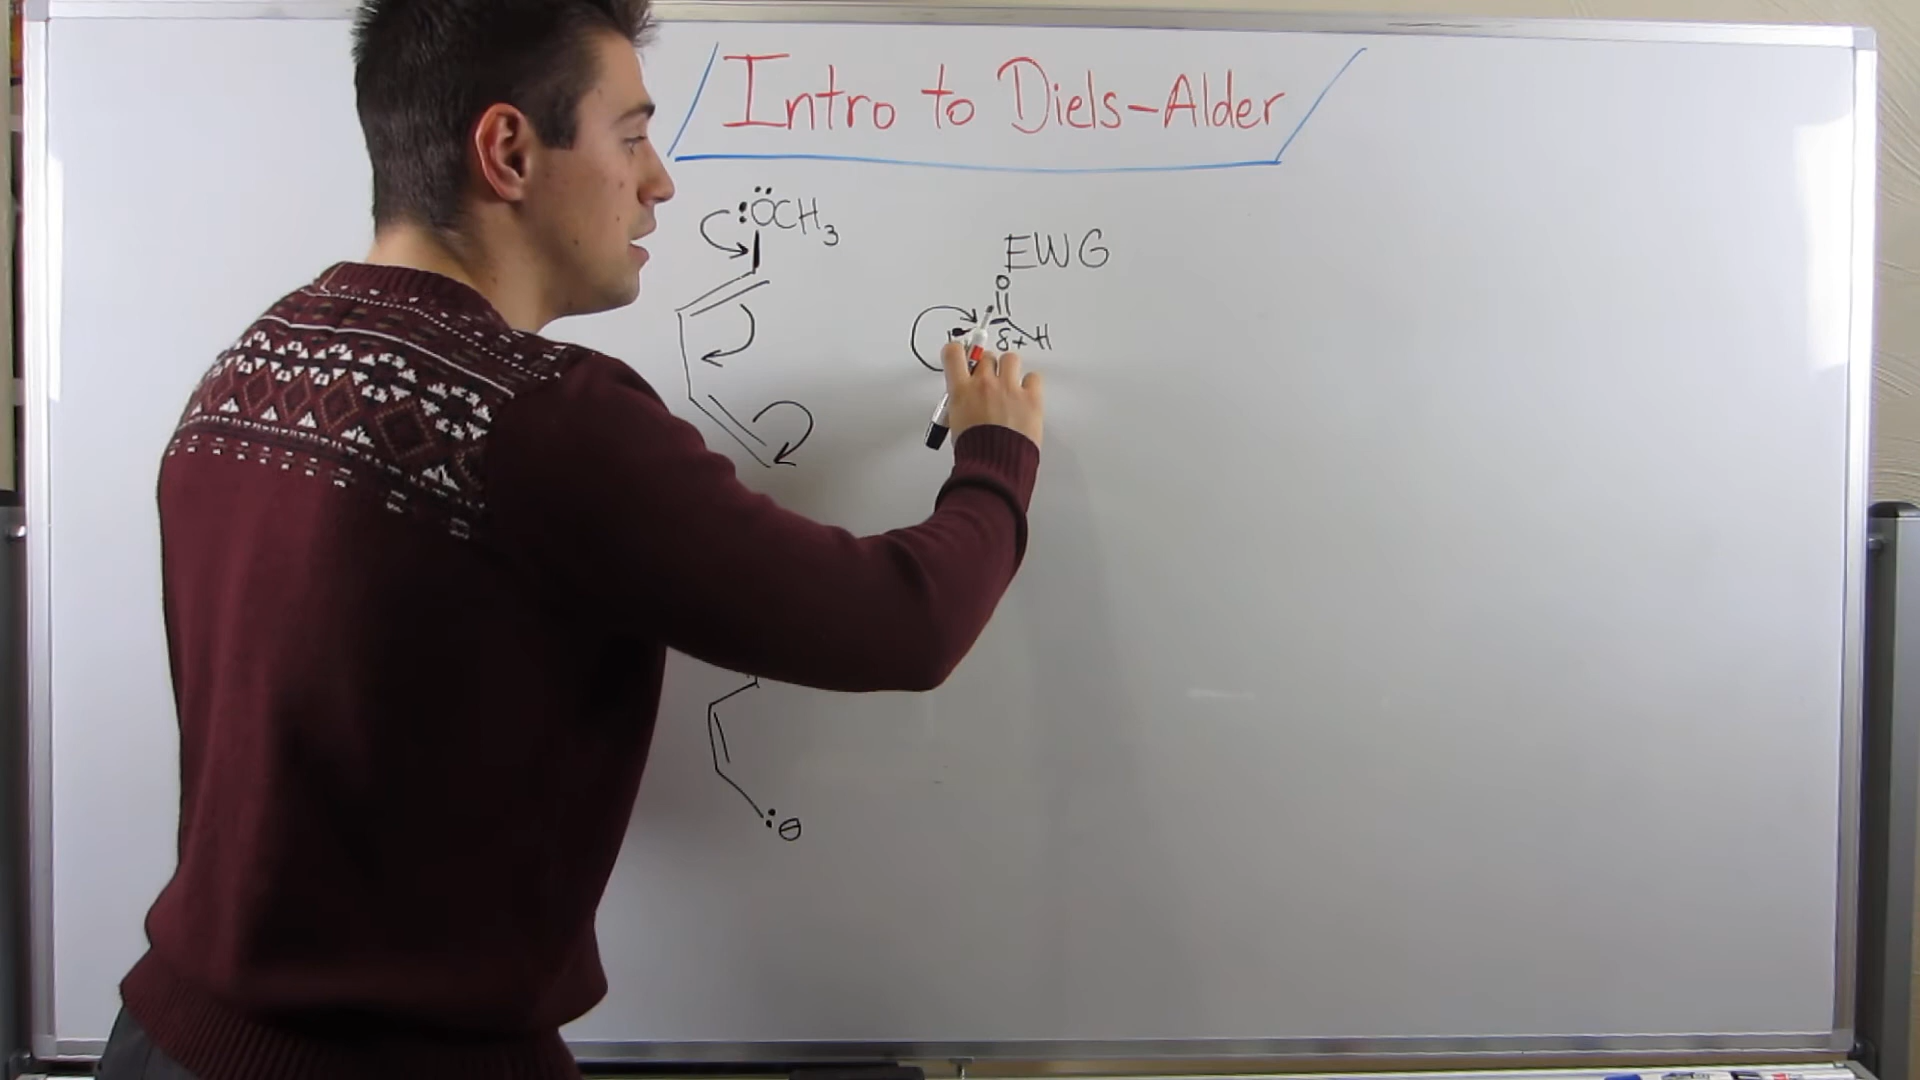 Intro to Diels-Alder
:ÖCH₃
EWG
O
δ+ H
:⊖